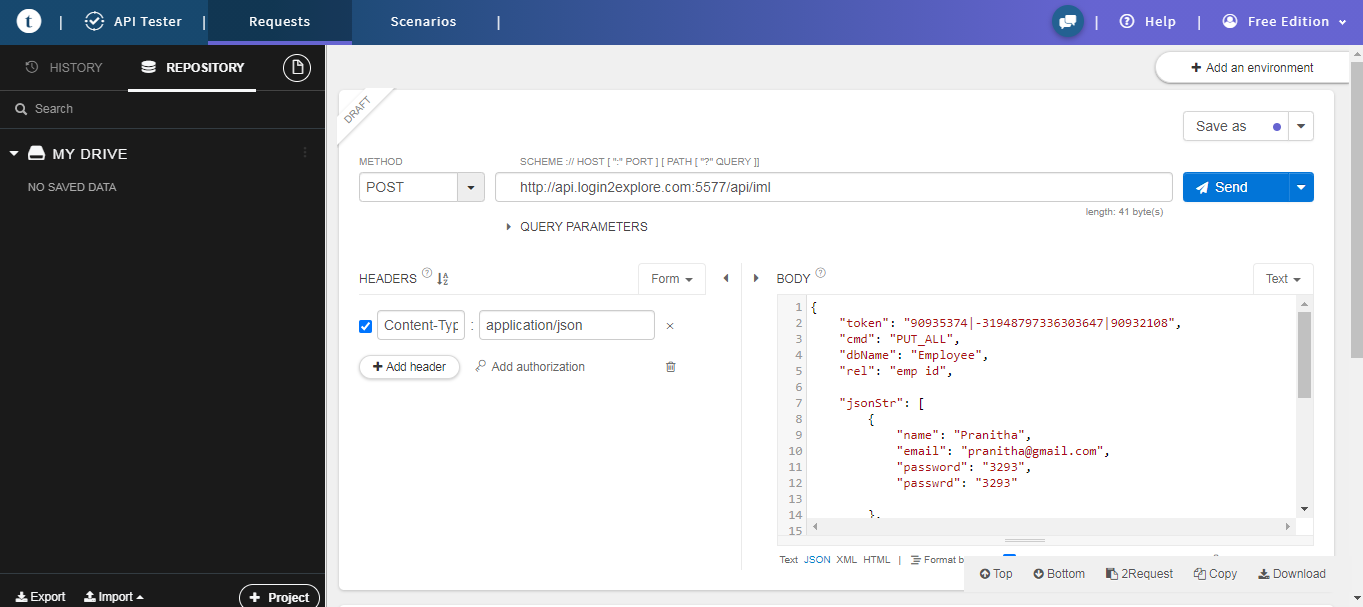 t | API Tester | Requests Scenarios | | Help | Free Edition
HISTORY REPOSITORY
+ Add an environment
DRAFT
Search
Save as
MY DRIVE
METHOD SCHEME :// HOST [ ":" PORT ] [ PATH [ "?" QUERY ]]
NO SAVED DATA
POST http://api.login2explore.com:5577/api/iml Send
length: 41 byte(s)
QUERY PARAMETERS
HEADERS ? Form BODY ? Text
Content-Typ : application/json ×
+ Add header Add authorization
1 {
2 "token": "90935374|-31948797336303647|90932108",
3 "cmd": "PUT_ALL",
4 "dbName": "Employee",
5 "rel": "emp id",
6
7 "jsonStr": [
8 {
9 "name": "Pranitha",
10 "email": "pranitha@gmail.com",
11 "password": "3293",
12 "passwrd": "3293"
13
14 },
15
Text JSON XML HTML | Format b
Top Bottom 2Request Copy Download
Export Import + Project